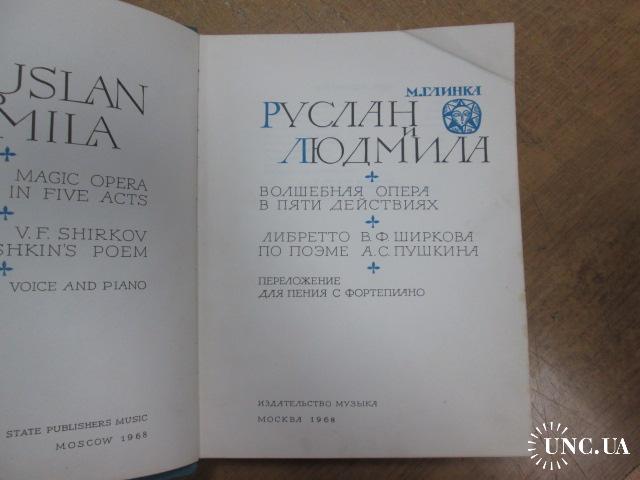 USLAN
MILA
MAGIC OPERA
IN FIVE ACTS
V. F. SHIRKOV
SHKIN'S POEM
VOICE AND PIANO
STATE PUBLISHERS MUSIC
MOSCOW 1968
М. ГЛИНКА
РУСЛАН
И
ЛЮДМИЛА
ВОЛШЕБНАЯ ОПЕРА
В ПЯТИ ДЕЙСТВИЯХ
ЛИБРЕТТО В. Ф. ШИРКОВА
ПО ПОЭМЕ А. С. ПУШКИНА
ПЕРЕЛОЖЕНИЕ
ДЛЯ ПЕНИЯ С ФОРТЕПИАНО
ИЗДАТЕЛЬСТВО МУЗЫКА
МОСКВА 1968
UNC.UA